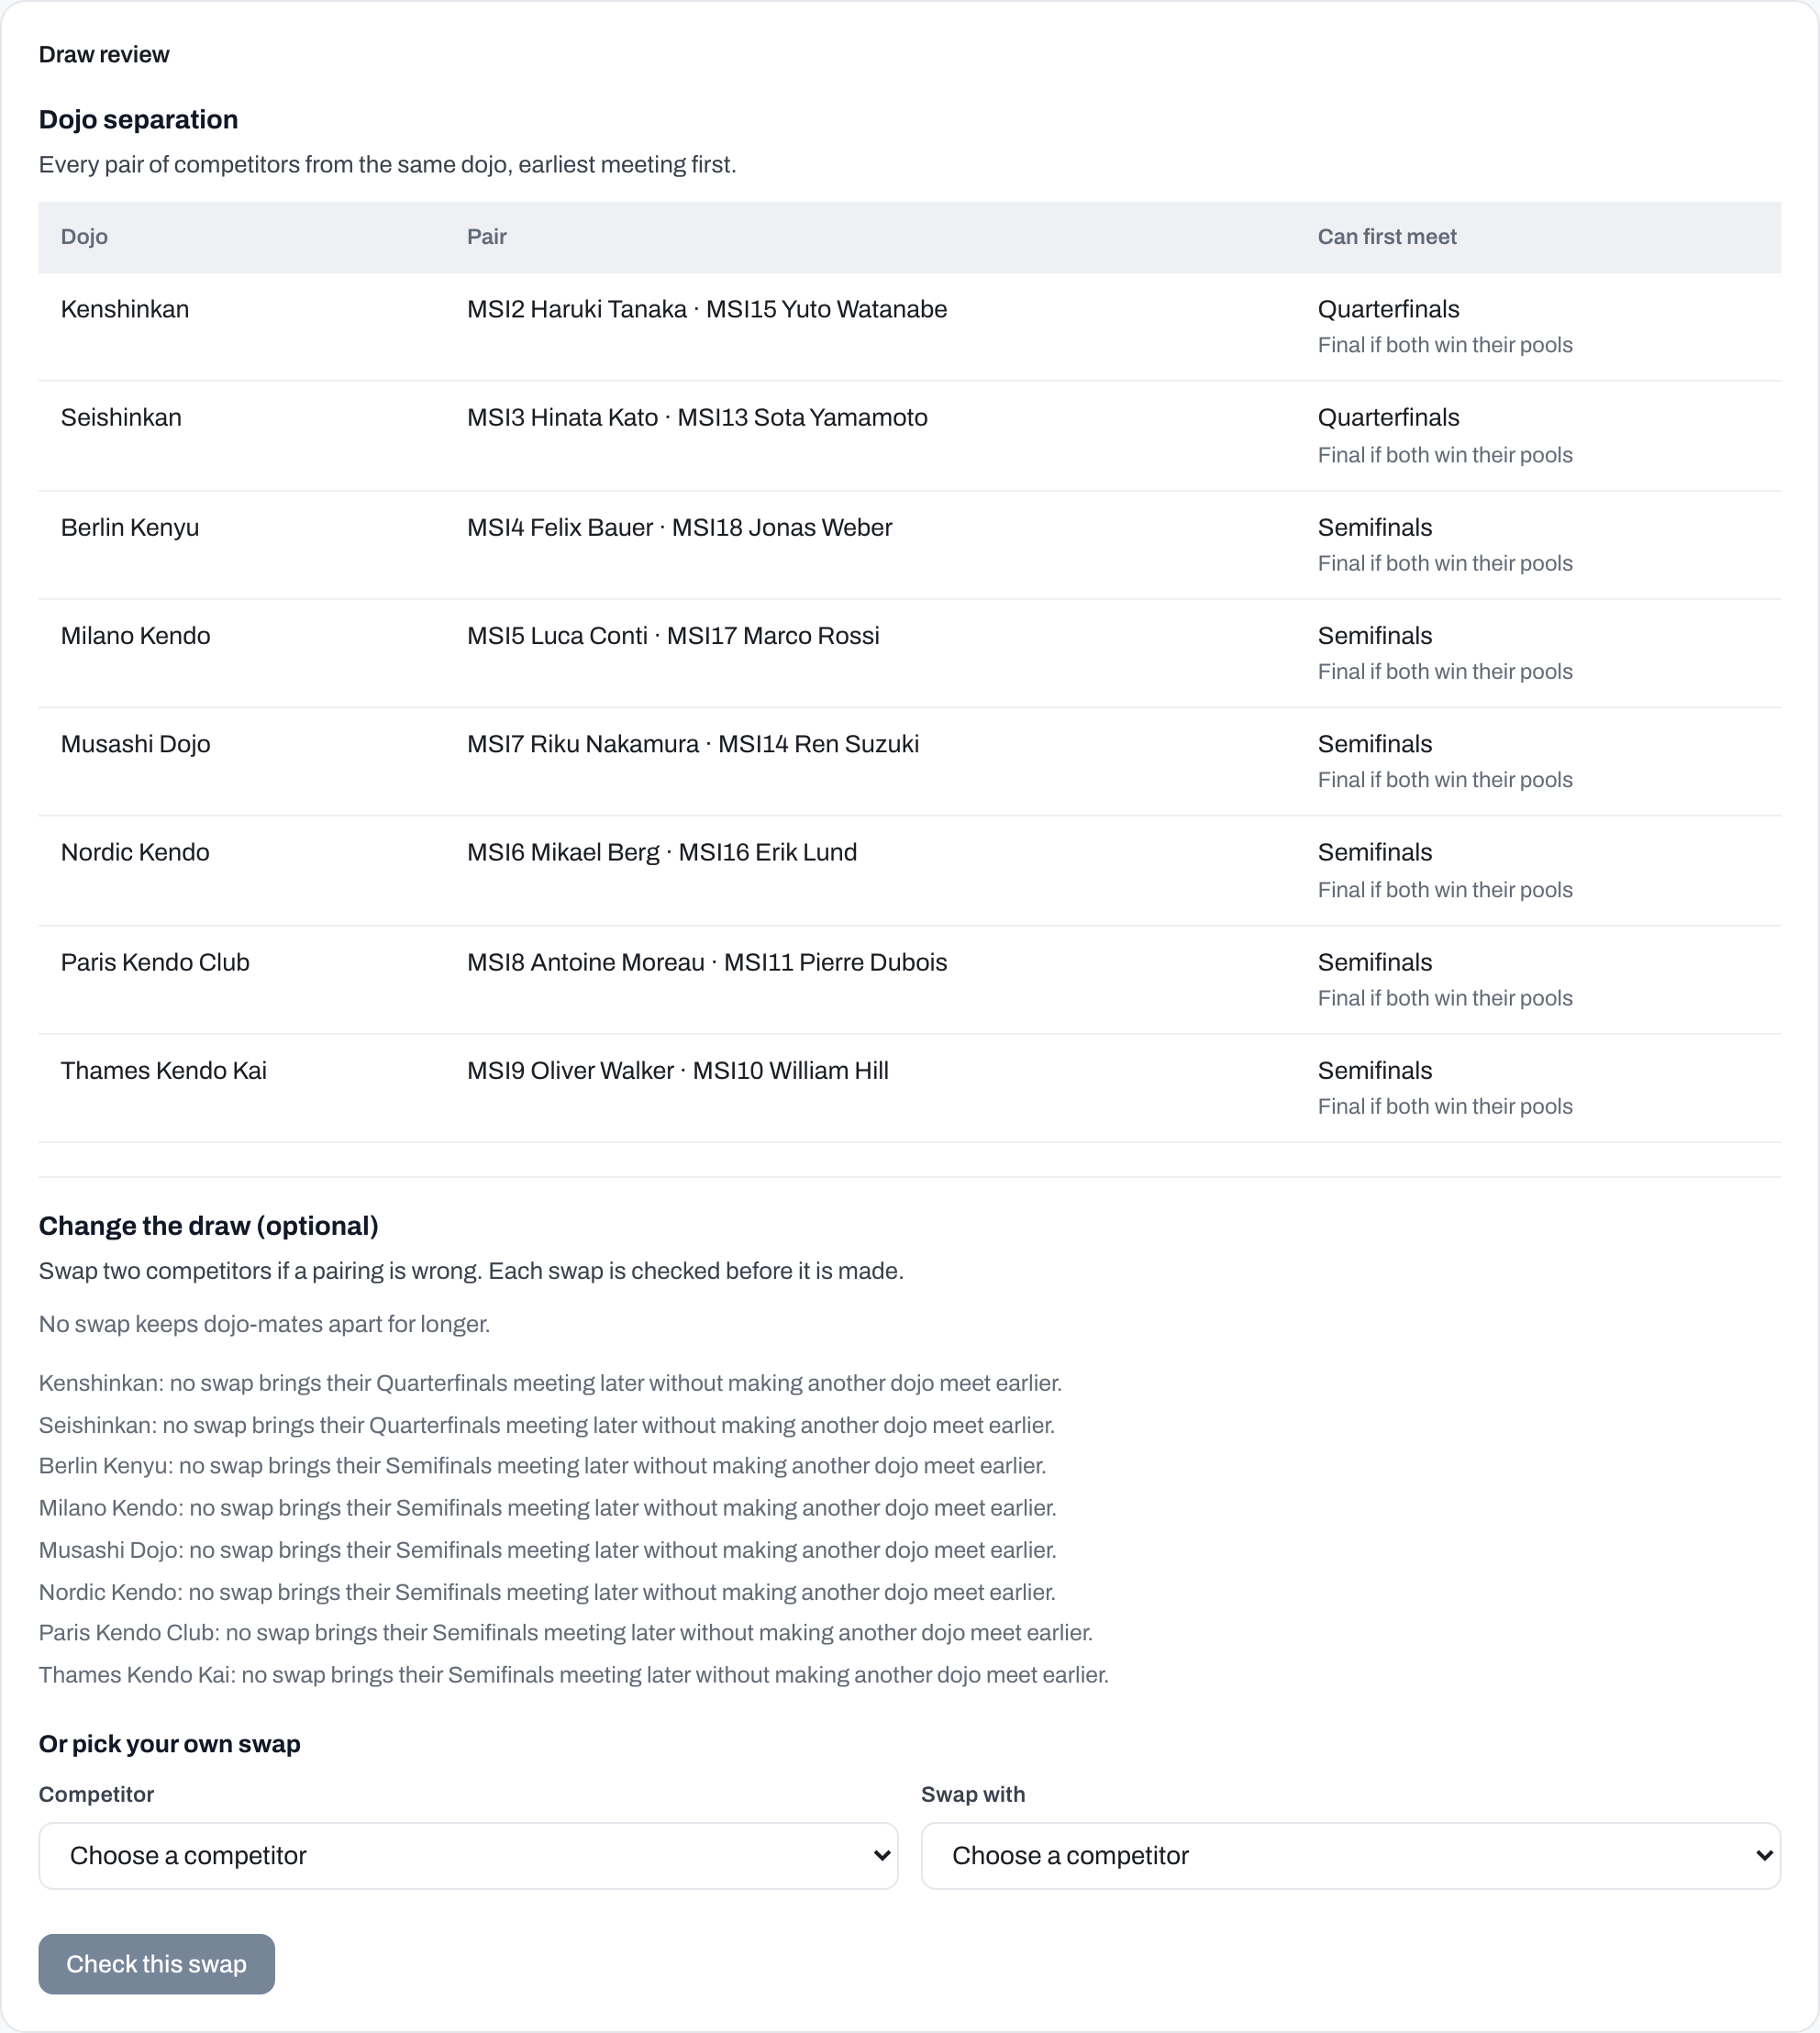 Draw review
Dojo separation
Every pair of competitors from the same dojo, earliest meeting first.
Dojo Pair Can first meet
Kenshinkan MSI2 Haruki Tanaka · MSI15 Yuto Watanabe Quarterfinals
Final if both win their pools
Seishinkan MSI3 Hinata Kato · MSI13 Sota Yamamoto Quarterfinals
Final if both win their pools
Berlin Kenyu MSI4 Felix Bauer · MSI18 Jonas Weber Semifinals
Final if both win their pools
Milano Kendo MSI5 Luca Conti · MSI17 Marco Rossi Semifinals
Final if both win their pools
Musashi Dojo MSI7 Riku Nakamura · MSI14 Ren Suzuki Semifinals
Final if both win their pools
Nordic Kendo MSI6 Mikael Berg · MSI16 Erik Lund Semifinals
Final if both win their pools
Paris Kendo Club MSI8 Antoine Moreau · MSI11 Pierre Dubois Semifinals
Final if both win their pools
Thames Kendo Kai MSI9 Oliver Walker · MSI10 William Hill Semifinals
Final if both win their pools
Change the draw (optional)
Swap two competitors if a pairing is wrong. Each swap is checked before it is made.
No swap keeps dojo-mates apart for longer.
Kenshinkan: no swap brings their Quarterfinals meeting later without making another dojo meet earlier.
Seishinkan: no swap brings their Quarterfinals meeting later without making another dojo meet earlier.
Berlin Kenyu: no swap brings their Semifinals meeting later without making another dojo meet earlier.
Milano Kendo: no swap brings their Semifinals meeting later without making another dojo meet earlier.
Musashi Dojo: no swap brings their Semifinals meeting later without making another dojo meet earlier.
Nordic Kendo: no swap brings their Semifinals meeting later without making another dojo meet earlier.
Paris Kendo Club: no swap brings their Semifinals meeting later without making another dojo meet earlier.
Thames Kendo Kai: no swap brings their Semifinals meeting later without making another dojo meet earlier.
Or pick your own swap
Competitor Swap with
Choose a competitor Choose a competitor
Check this swap